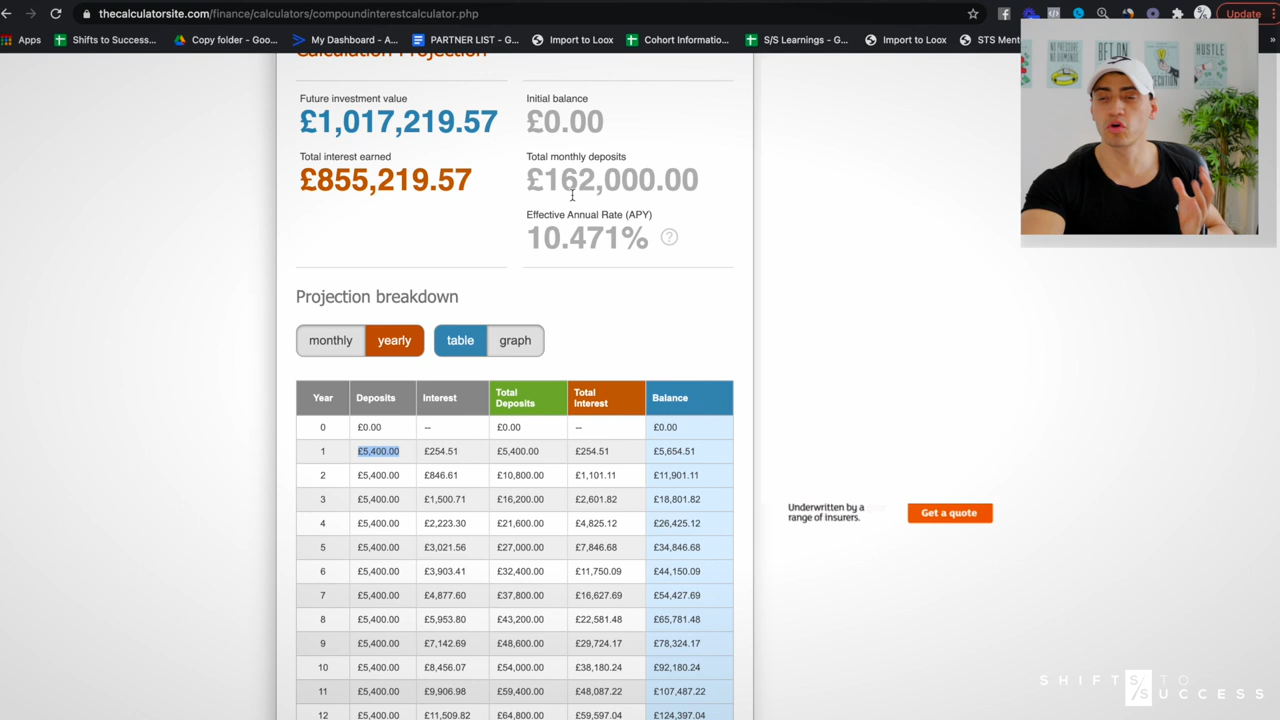 thecalculatorsite.com/finance/calculators/compoundinterestcalculator.php
Update
Apps
Shifts to Success...
Copy folder - Goo...
My Dashboard - A...
PARTNER LIST - G...
Import to Loox
Cohort Informatio...
S/S Learnings - G...
Import to Loox
STS Ment
»
Calculation Projection
Future investment value
£1,017,219.57
Initial balance
£0.00
Total interest earned
£855,219.57
Total monthly deposits
£162,000.00
Effective Annual Rate (APY)
10.471% ?
Projection breakdown
monthly yearly table graph
Year Deposits Interest Total Deposits Total Interest Balance
0 £0.00 -- £0.00 -- £0.00
1 £5,400.00 £254.51 £5,400.00 £254.51 £5,654.51
2 £5,400.00 £846.61 £10,800.00 £1,101.11 £11,901.11
3 £5,400.00 £1,500.71 £16,200.00 £2,601.82 £18,801.82
4 £5,400.00 £2,223.30 £21,600.00 £4,825.12 £26,425.12
5 £5,400.00 £3,021.56 £27,000.00 £7,846.68 £34,846.68
6 £5,400.00 £3,903.41 £32,400.00 £11,750.09 £44,150.09
7 £5,400.00 £4,877.60 £37,800.00 £16,627.69 £54,427.69
8 £5,400.00 £5,953.80 £43,200.00 £22,581.48 £65,781.48
9 £5,400.00 £7,142.69 £48,600.00 £29,724.17 £78,324.17
10 £5,400.00 £8,456.07 £54,000.00 £38,180.24 £92,180.24
11 £5,400.00 £9,906.98 £59,400.00 £48,087.22 £107,487.22
12 £5,400.00 £11,509.82 £64,800.00 £59,597.04 £124,397.04
Underwritten by a
range of insurers.
Get a quote
NO PRESSURE
NO DIAMONDS
BET ON
EXECUTION
HUSTLE
SHIFTS TO
S/S SUCCESS